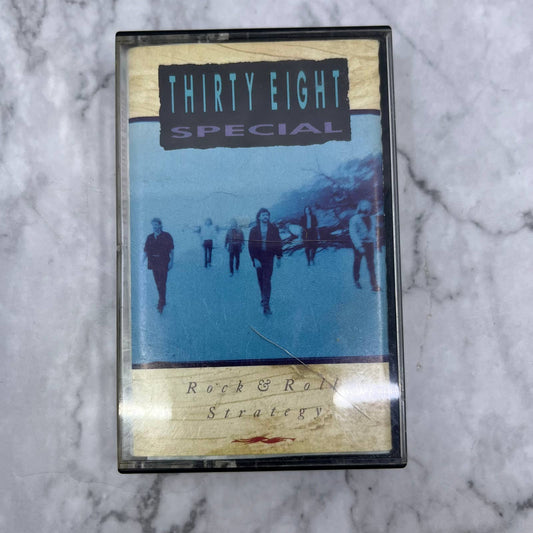 THIRTY EIGHT
SPECIAL
Rock & Roll
Strategy